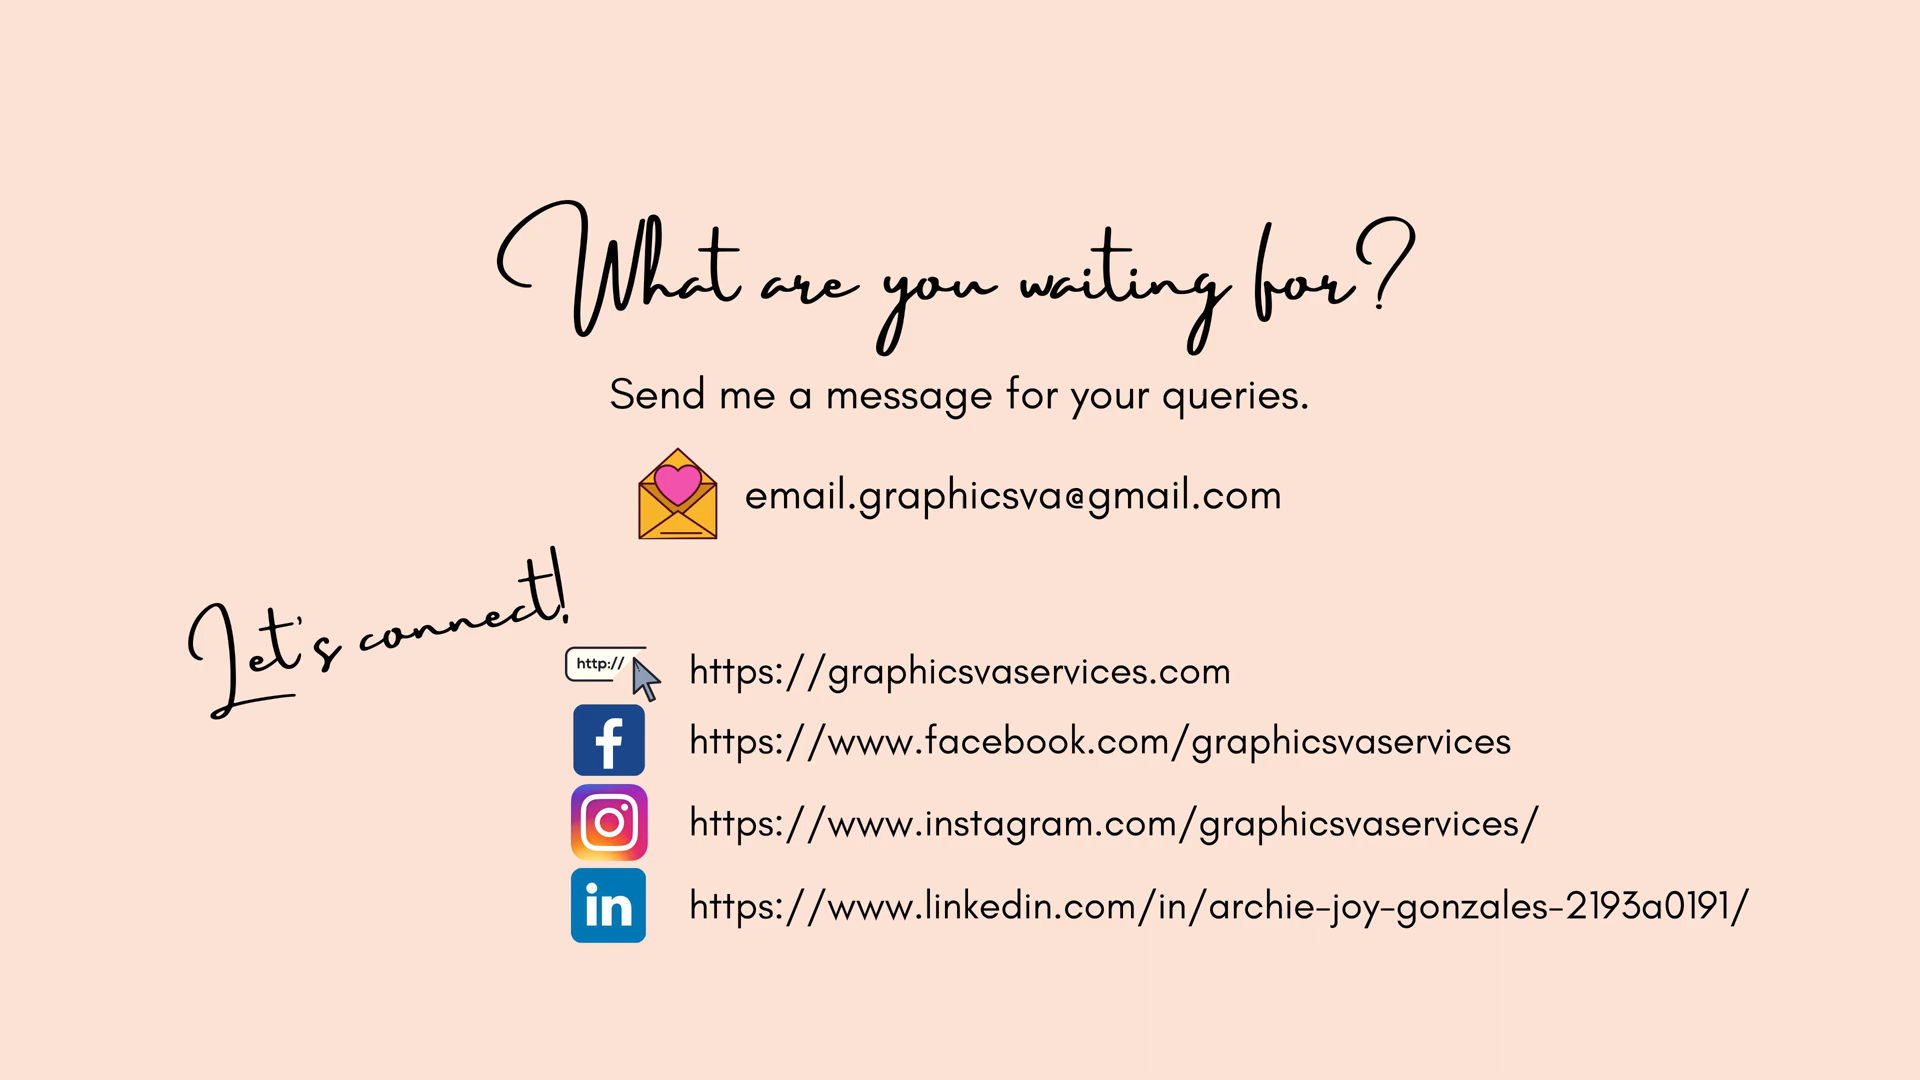 What are you waiting for?
Send me a message for your queries.
email.graphicsva@gmail.com
Let's connect!
http://
https://graphicsvaservices.com
https://www.facebook.com/graphicsvaservices
https://www.instagram.com/graphicsvaservices/
in
https://www.linkedin.com/in/archie-joy-gonzales-2193a0191/